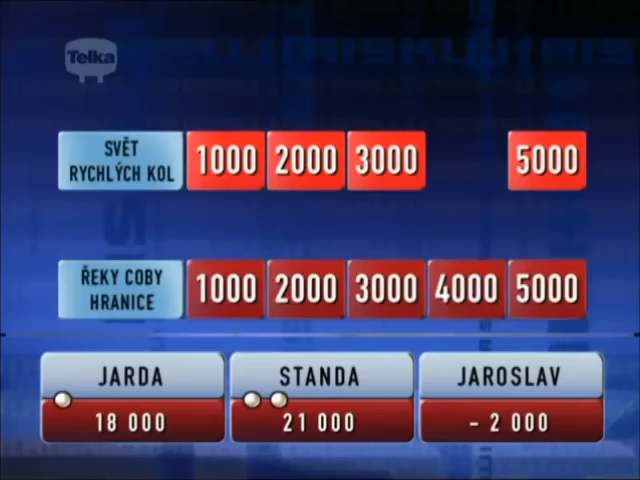 Telka
SVĚT
RYCHLÝCH KOL
1000 2000 3000 5000
ŘEKY COBY
HRANICE
1000 2000 3000 4000 5000
JARDA STANDA JAROSLAV
18 000 21 000 - 2 000